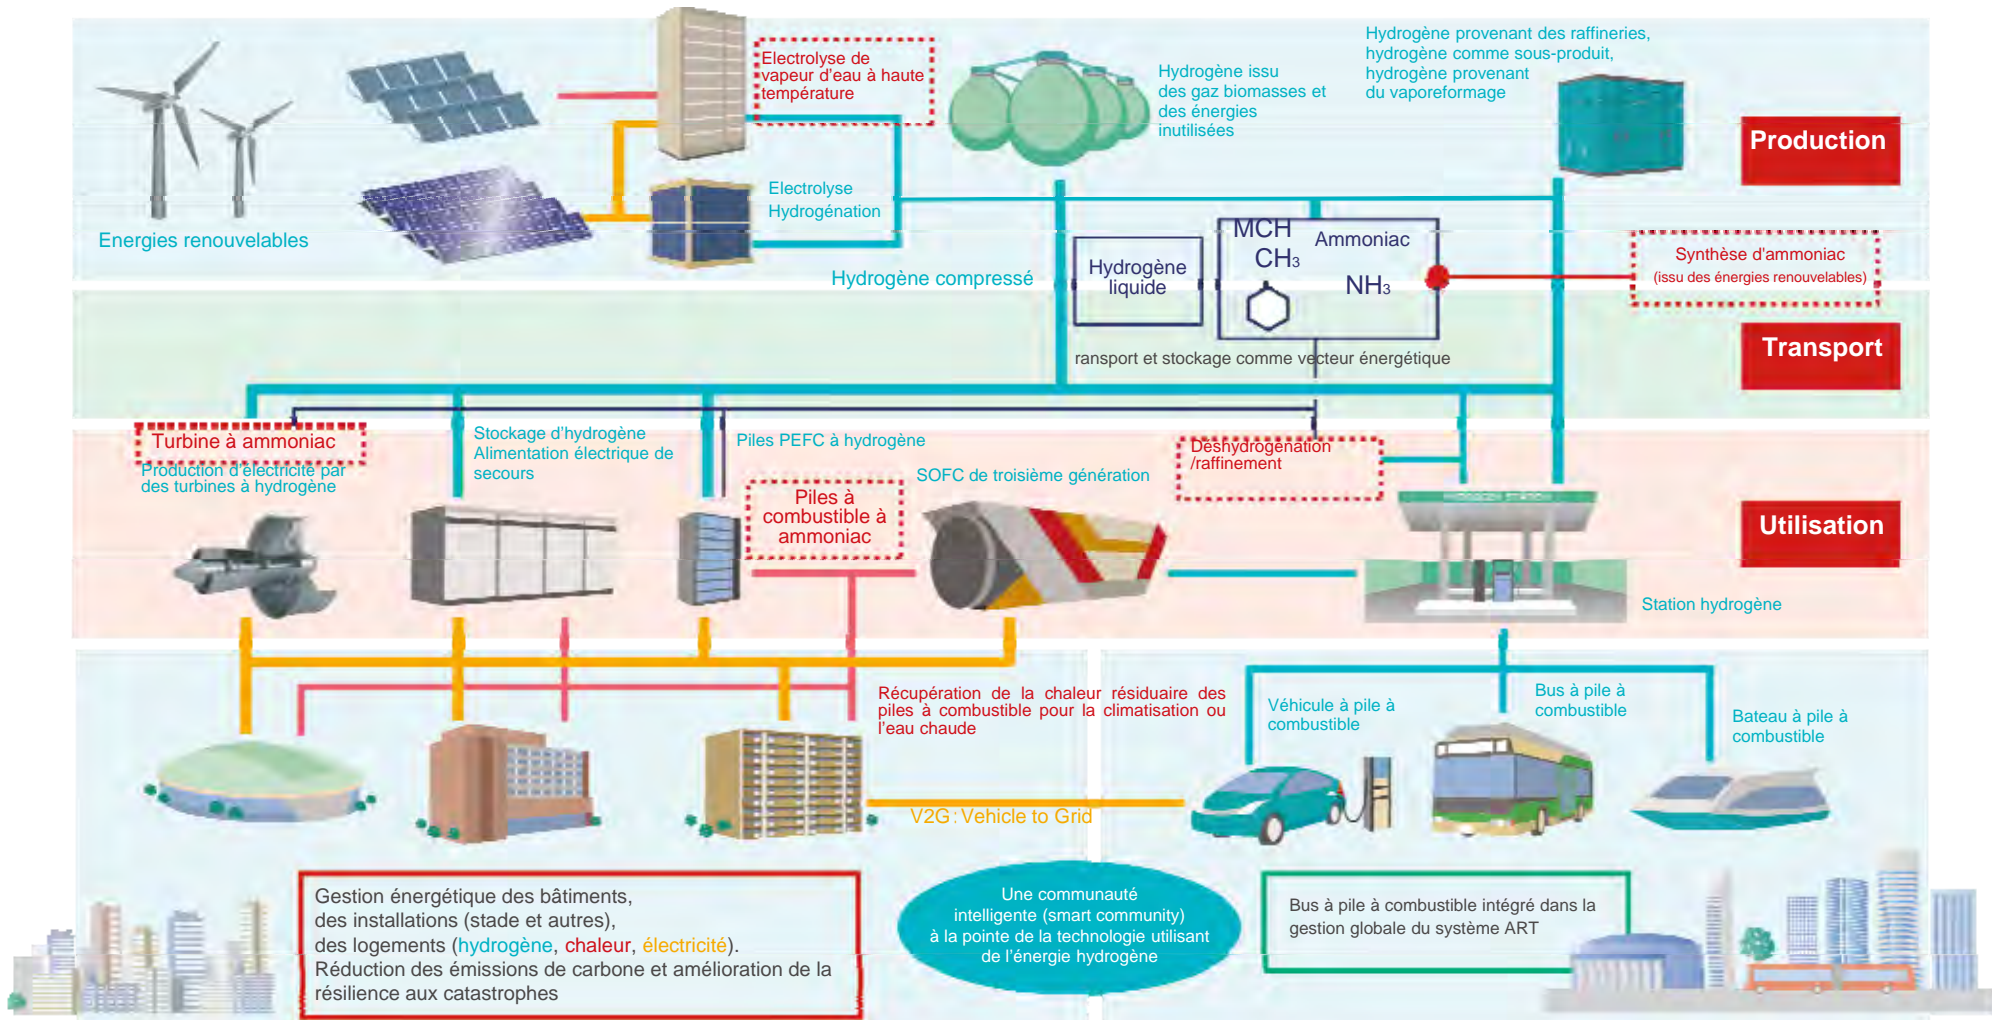 Electrolyse de
vapeur d'eau à haute
température
Hydrogène issu
des gaz biomasses et
des énergies
inutilisées
Hydrogène provenant des raffineries,
hydrogène comme sous-produit,
hydrogène provenant
du vaporeformage
Production
Energies renouvelables
Electrolyse
Hydrogénation
Hydrogène compressé
Hydrogène
liquide
MCH
CH3
Ammoniac
NH3
Synthèse d'ammoniac
(issu des énergies renouvelables)
Transport
ransport et stockage comme vecteur énergétique
Turbine à ammoniac
Production d'électricité par
des turbines à hydrogène
Stockage d'hydrogène
Alimentation électrique de
secours
Piles PEFC à hydrogène
Piles à
combustible à
ammoniac
SOFC de troisième génération
Déshydrogénation
/raffinement
HYDROGEN STATION
Utilisation
Station hydrogène
Récupération de la chaleur résiduaire des
piles à combustible pour la climatisation ou
l'eau chaude
Véhicule à pile à
combustible
Bus à pile à
combustible
Bateau à pile à
combustible
V2G : Vehicle to Grid
Gestion énergétique des bâtiments,
des installations (stade et autres),
des logements (hydrogène, chaleur, électricité).
Réduction des émissions de carbone et amélioration de la
résilience aux catastrophes
Une communauté
intelligente (smart community)
à la pointe de la technologie utilisant
de l'énergie hydrogène
Bus à pile à combustible intégré dans la
gestion globale du système ART